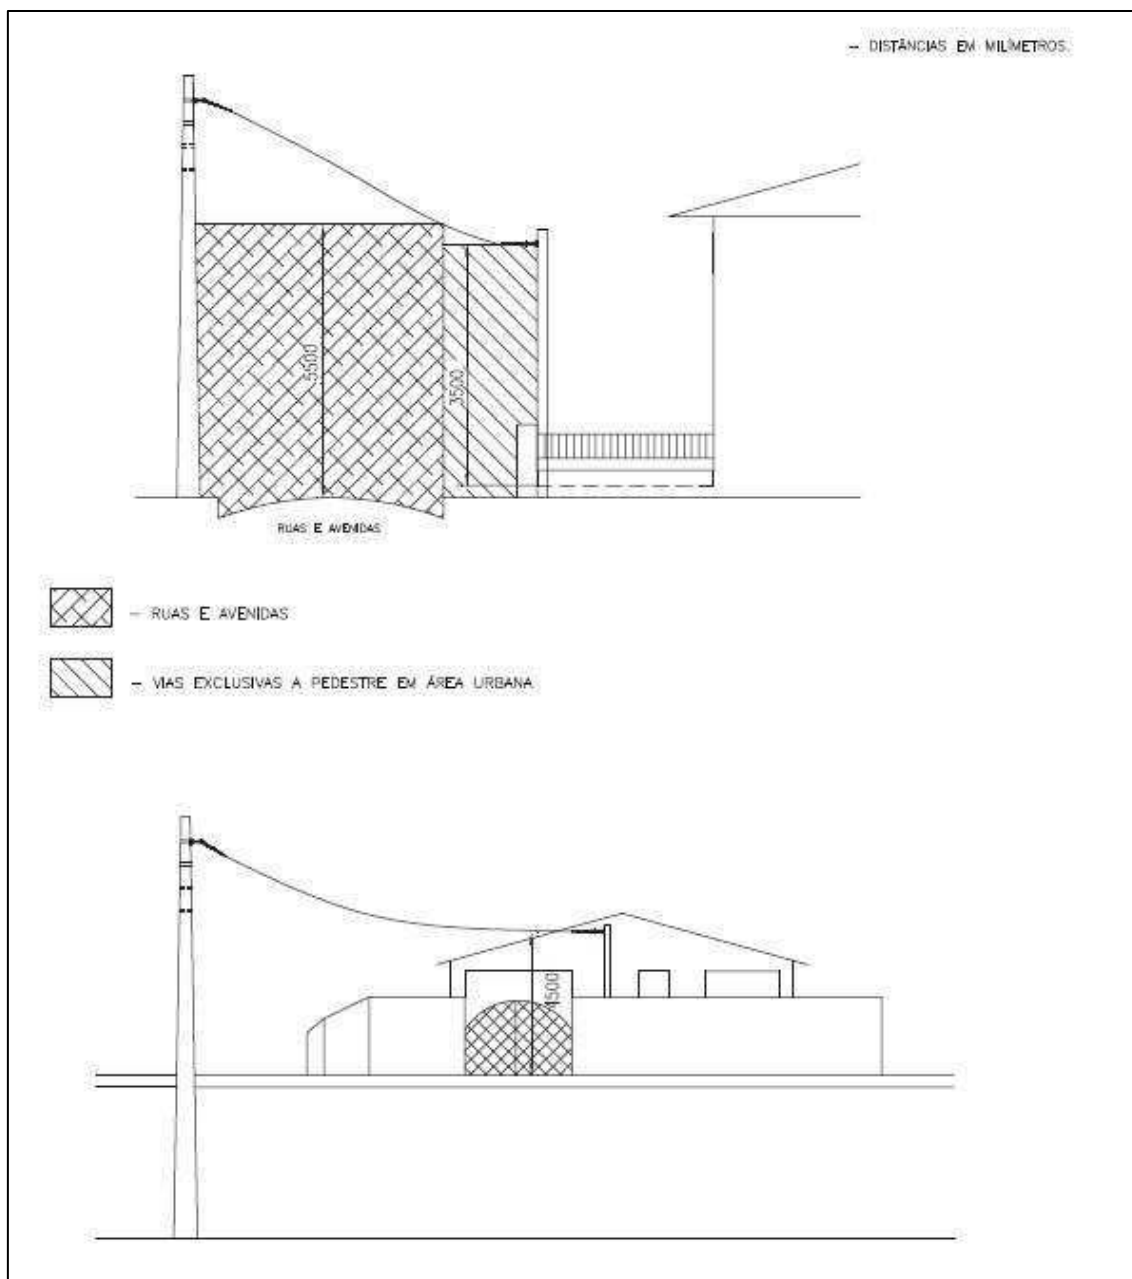 – DISTÂNCIAS EM MILÍMETROS.
5500
3500
RUAS E AVENIDAS
– RUAS E AVENIDAS
– VIAS EXCLUSIVAS A PEDESTRE EM ÁREA URBANA
4500